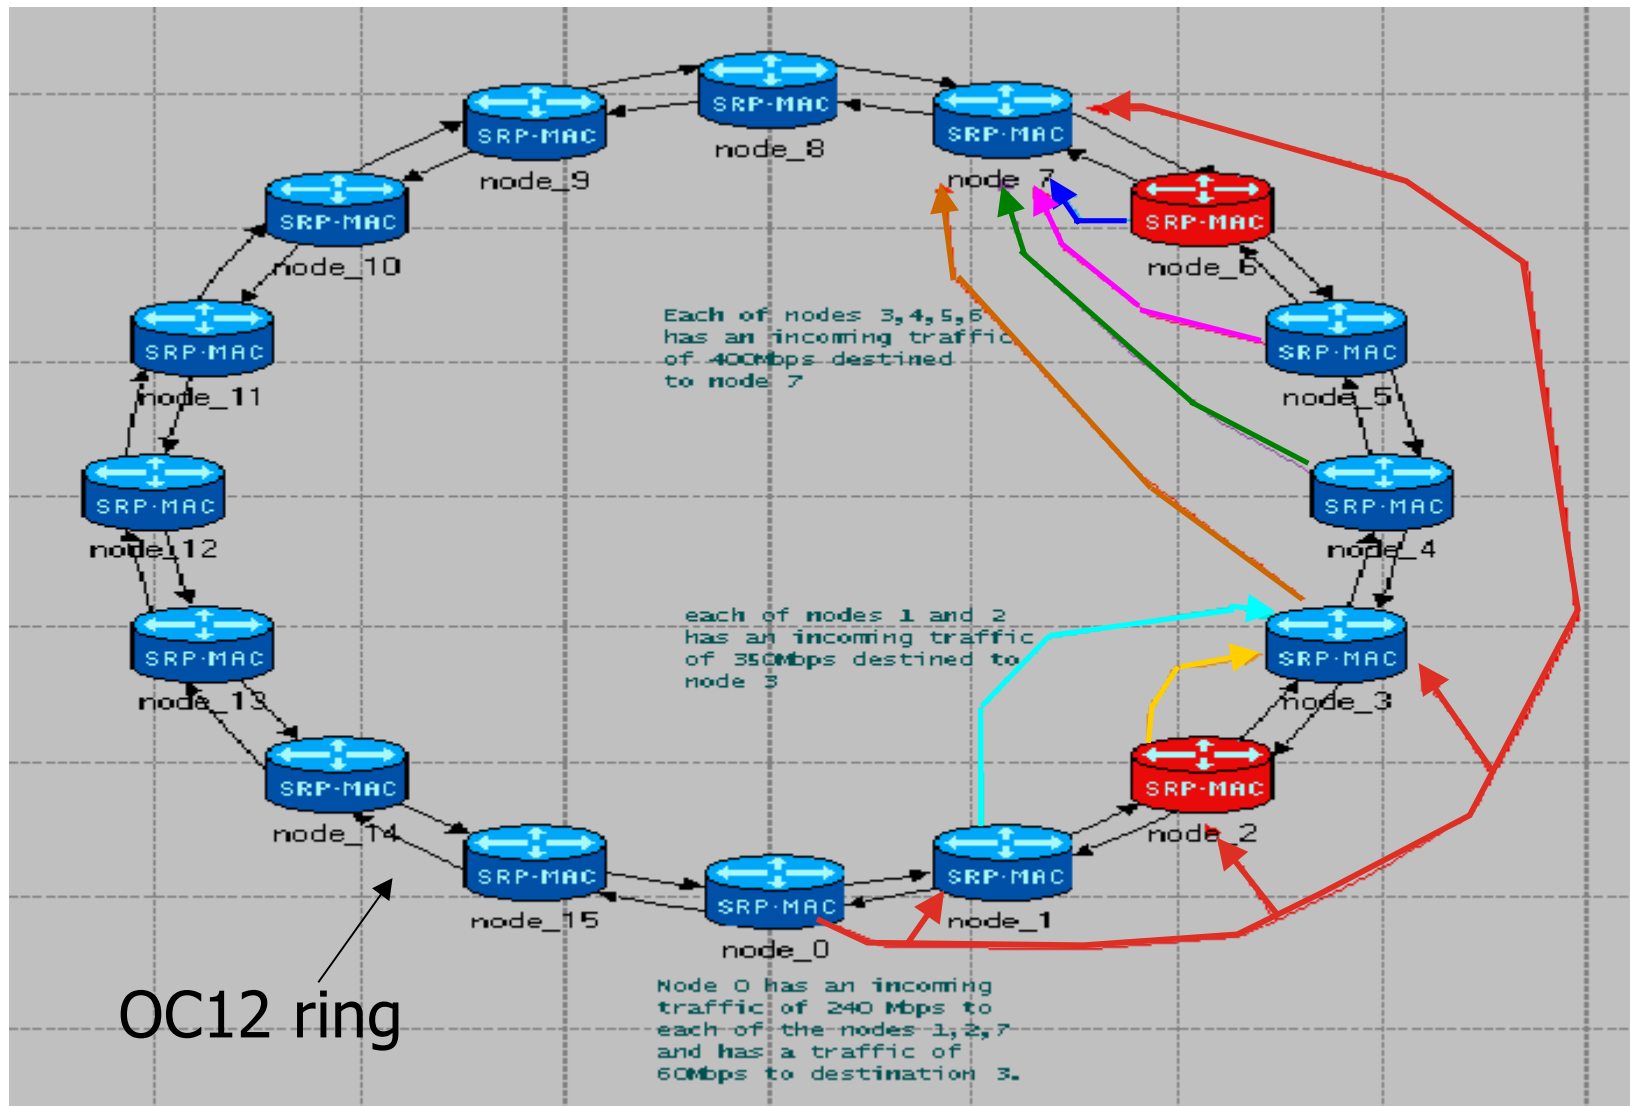 SRP·MAC
node_8
SRP·MAC
node_7
SRP·MAC
node_9
SRP·MAC
node_6
SRP·MAC
node_10
Each of nodes 3,4,5,6
has an incoming traffic
of 400Mbps destined
to node 7
SRP·MAC
node_5
SRP·MAC
node_11
SRP·MAC
node_4
SRP·MAC
node_12
each of nodes 1 and 2
has an incoming traffic
of 350Mbps destined to
node 3
SRP·MAC
node_3
SRP·MAC
node_13
SRP·MAC
node_2
SRP·MAC
node_14
SRP·MAC
node_15
SRP·MAC
node_1
SRP·MAC
node_0
OC12 ring
Node 0 has an incoming
traffic of 240 Mbps to
each of the nodes 1,2,7
and has a traffic of
60Mbps to destination 3.